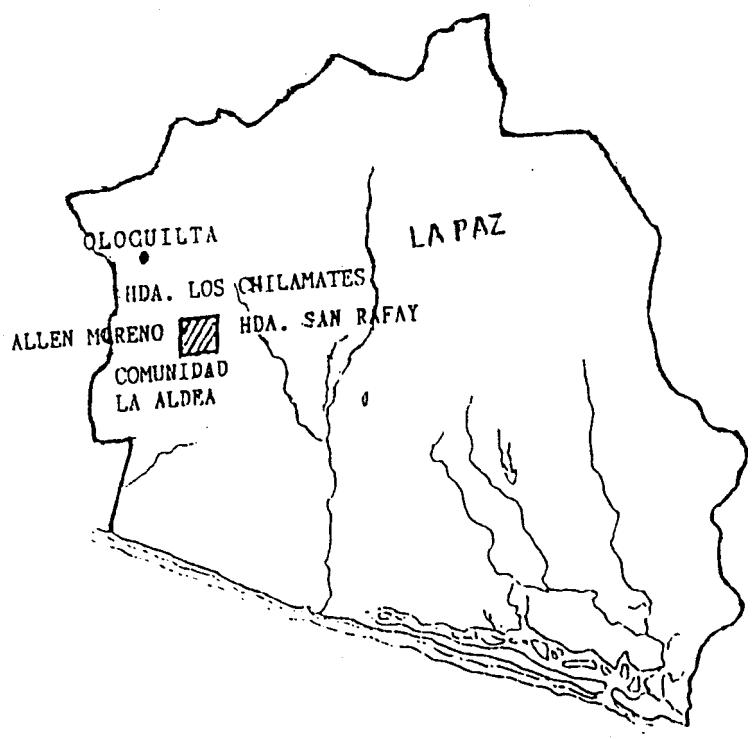 OLOCUILTA
LA PAZ
HDA. LOS CHILAMATES
ALLEN MORENO
HDA. SAN RAFAY
COMUNIDAD
LA ALDEA